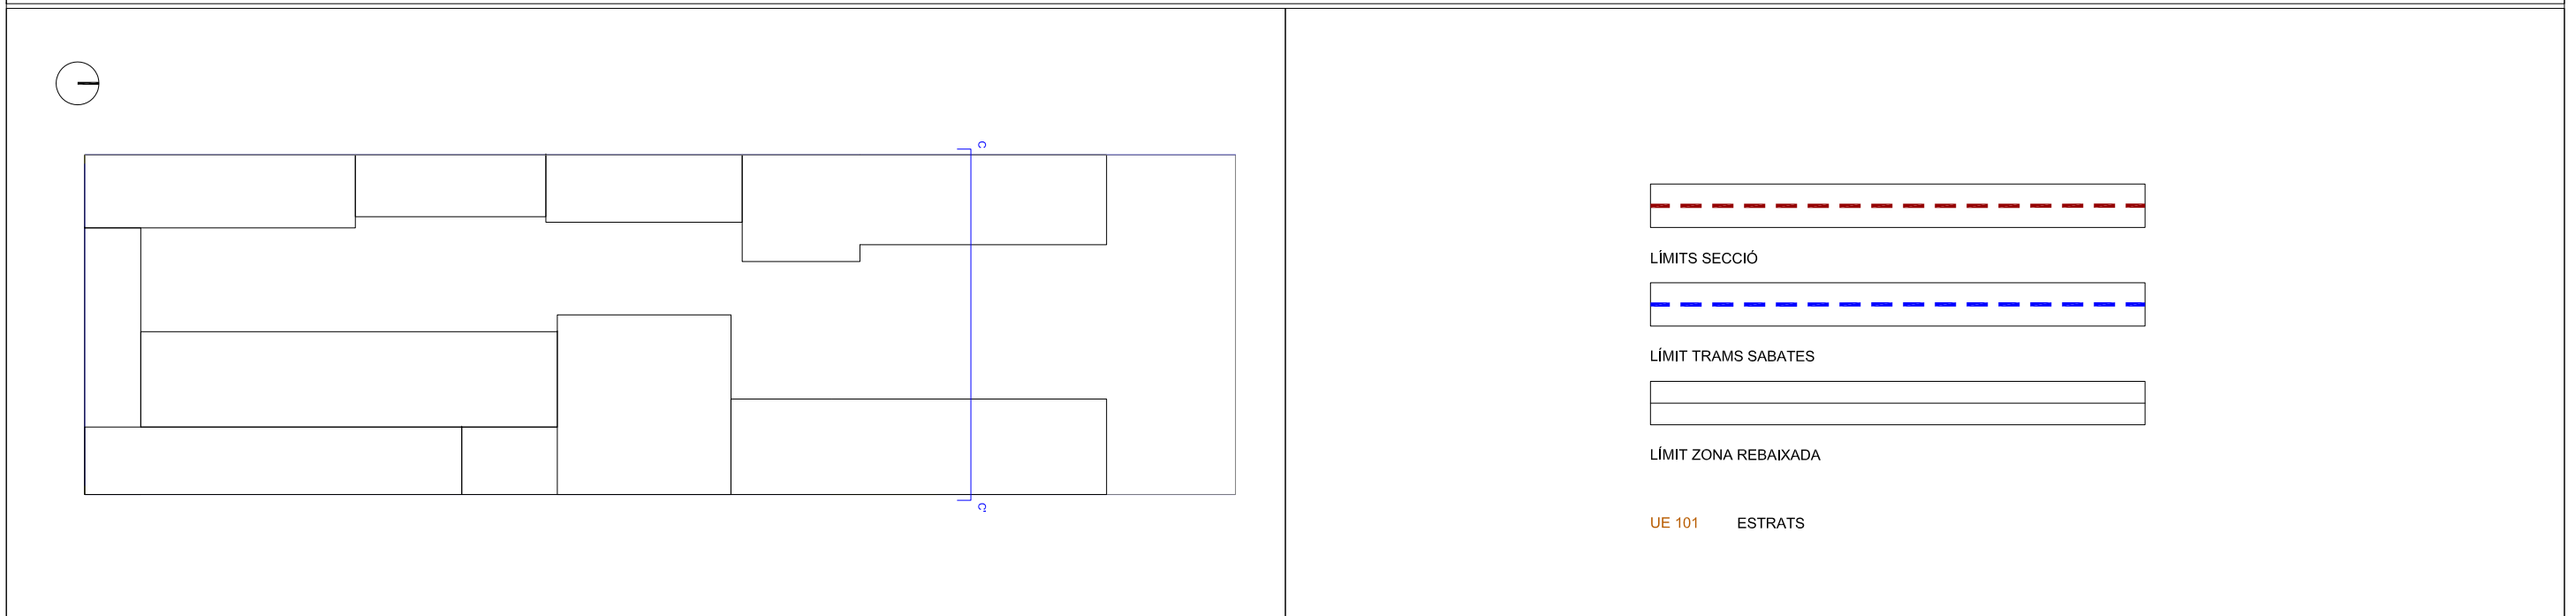 C
C'
LÍMITS SECCIÓ
LÍMIT TRAMS SABATES
LÍMIT ZONA REBAIXADA
UE 101 ESTRATS